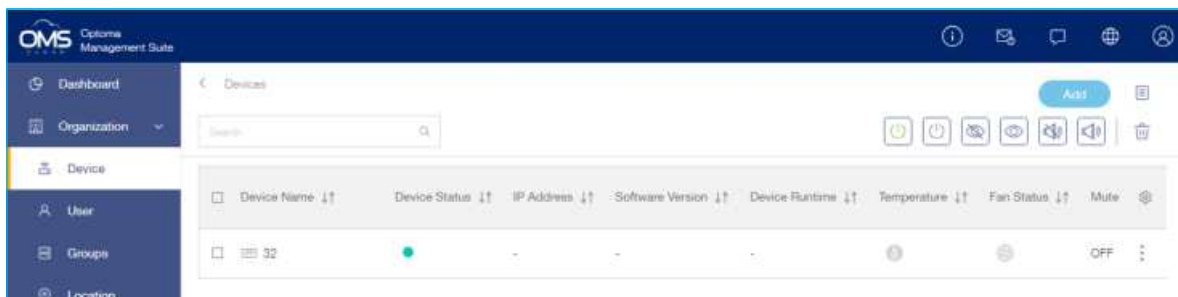 OMS Optoma
Management Suite
Dashboard
Organization
Device
User
Groups
Location
Devices
Add
Search
Device Name Device Status IP Address Software Version Device Runtime Temperature Fan Status Mute
32 - - - OFF